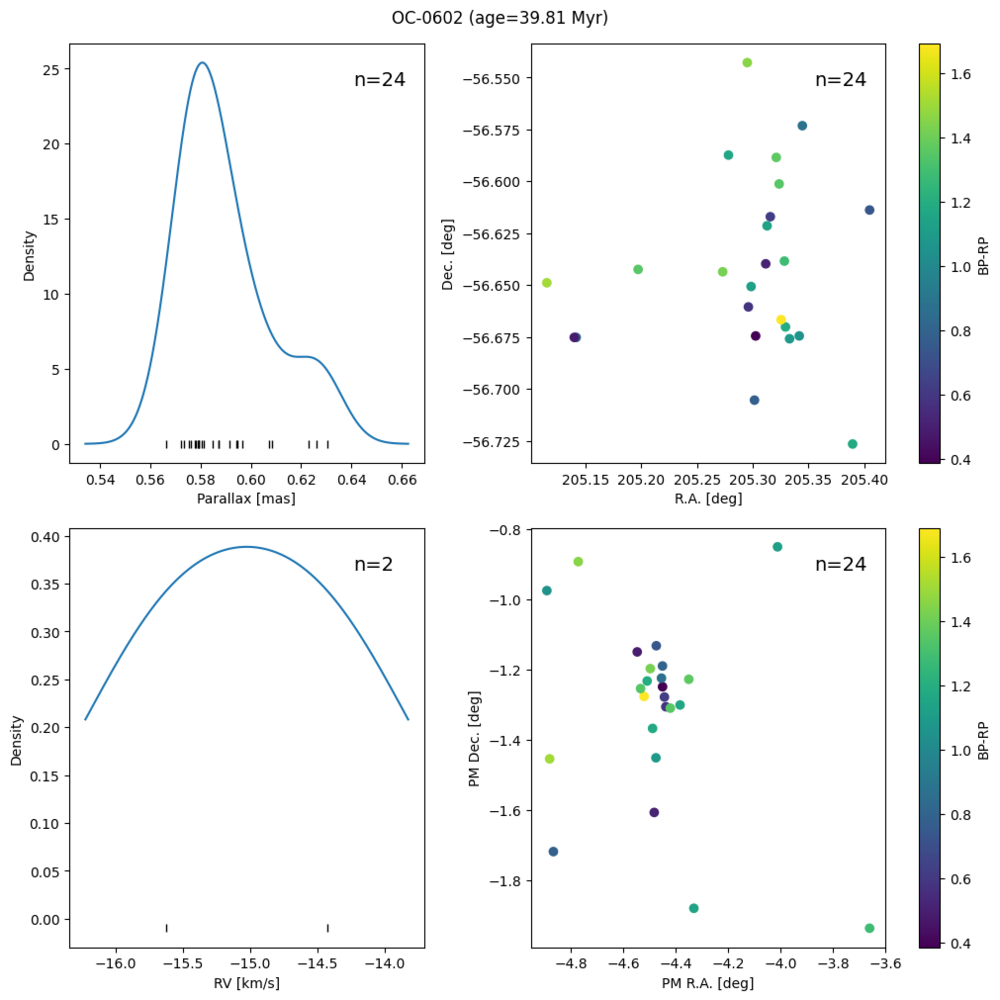 OC-0602 (age=39.81 Myr)
n=24
25
20
15
10
5
0
Density
0.54 0.56 0.58 0.60 0.62 0.64 0.66
Parallax [mas]
n=24
−56.550
−56.575
−56.600
−56.625
−56.650
−56.675
−56.700
−56.725
Dec. [deg]
205.15 205.20 205.25 205.30 205.35 205.40
R.A. [deg]
1.6
1.4
1.2
1.0
0.8
0.6
0.4
BP-RP
n=2
0.40
0.35
0.30
0.25
0.20
0.15
0.10
0.05
0.00
Density
−16.0 −15.5 −15.0 −14.5 −14.0
RV [km/s]
n=24
−0.8
−1.0
−1.2
−1.4
−1.6
−1.8
PM Dec. [deg]
−4.8 −4.6 −4.4 −4.2 −4.0 −3.8 −3.6
PM R.A. [deg]
1.6
1.4
1.2
1.0
0.8
0.6
0.4
BP-RP